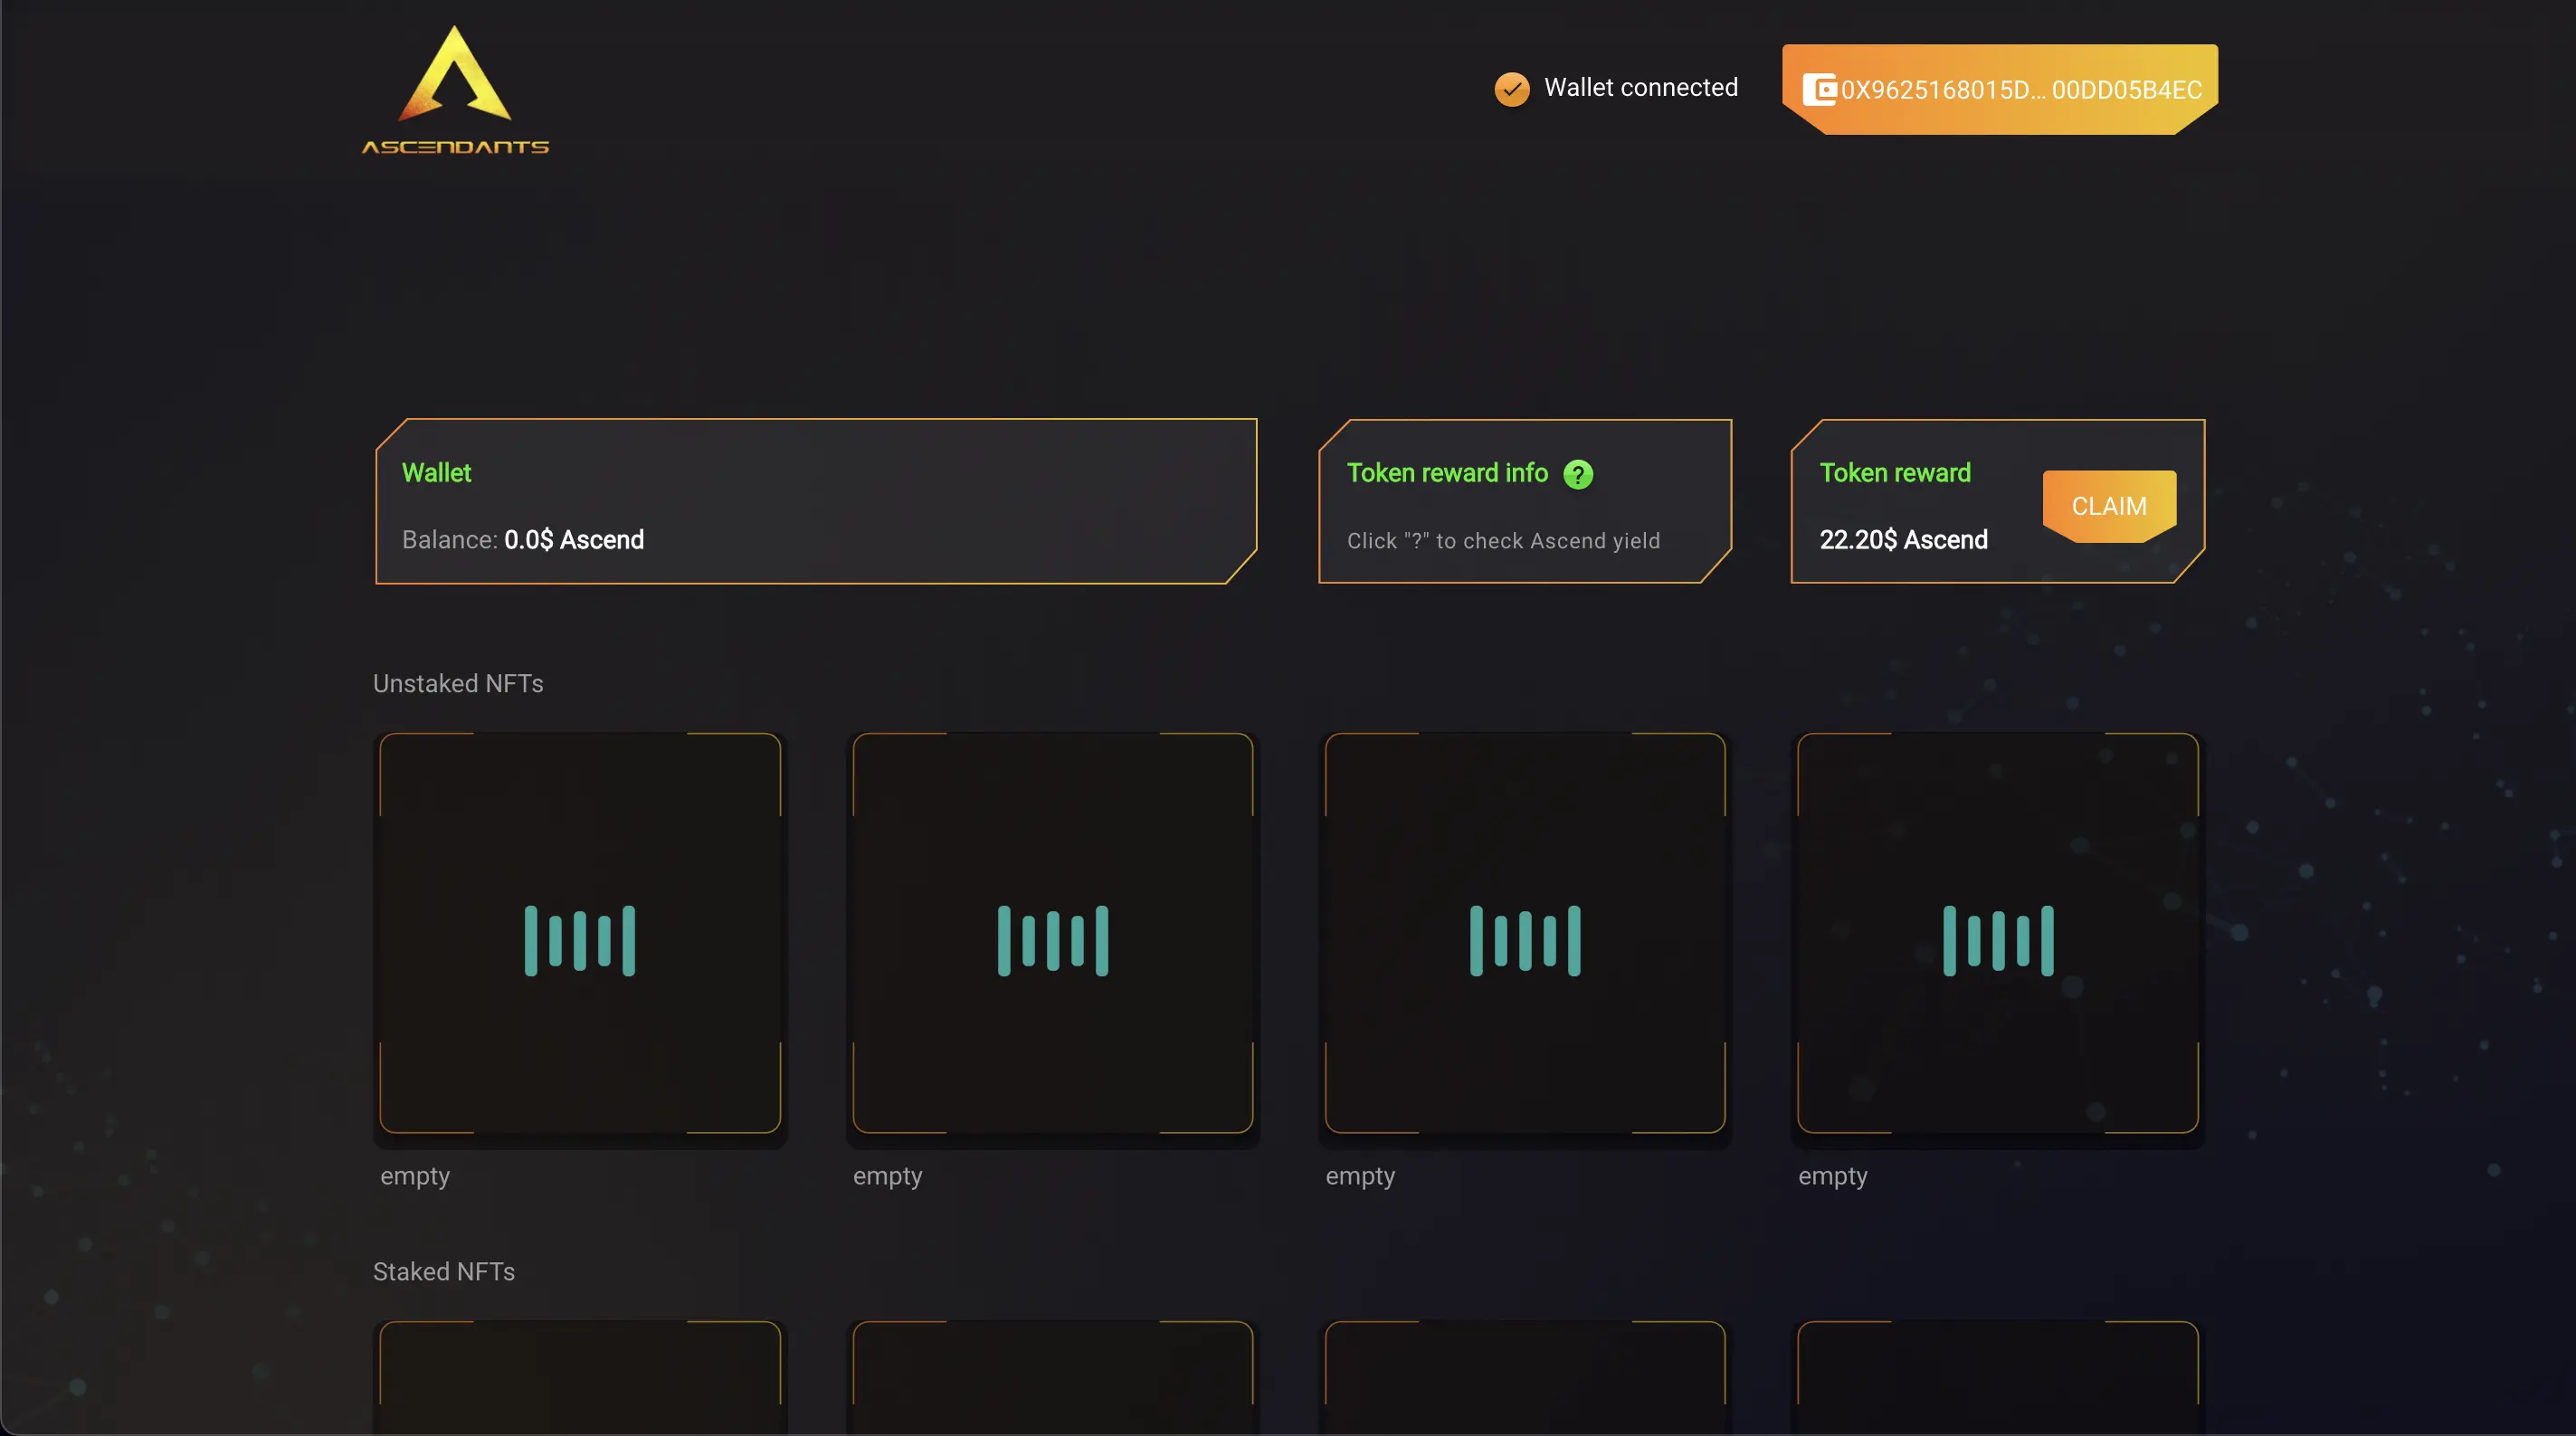 ASCENDANTS
Wallet connected
0X9625168015D... 00DD05B4EC
Wallet
Balance: 0.0$ Ascend
Token reward info ?
Click "?" to check Ascend yield
Token reward
22.20$ Ascend
CLAIM
Unstaked NFTs
empty
empty
empty
empty
Staked NFTs